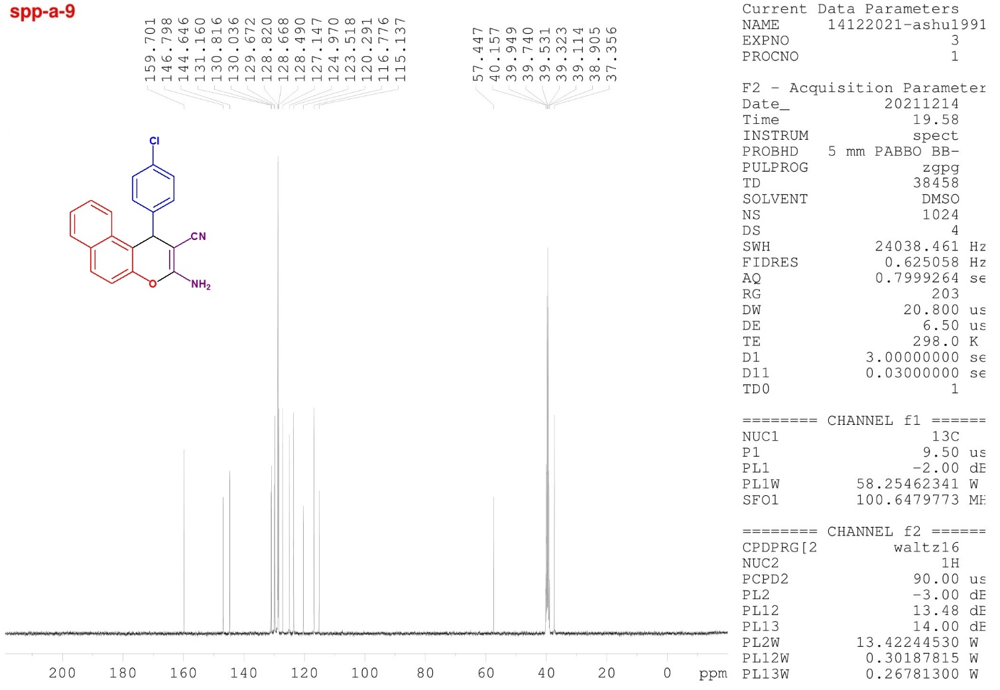 spp-a-9
159.701
146.798
144.646
131.160
130.816
130.036
129.672
128.820
128.668
128.490
127.147
124.970
123.518
120.291
116.776
115.137
57.447
40.157
39.949
39.740
39.531
39.323
39.114
38.905
37.356
Cl
CN
O
NH2
200 180 160 140 120 100 80 60 40 20 0 ppm
Current Data Parameters
NAME 14122021-ashu1991
EXPNO 3
PROCNO 1
F2 - Acquisition Parameter
Date_ 20211214
Time 19.58
INSTRUM spect
PROBHD 5 mm PABBO BB-
PULPROG zgpg
TD 38458
SOLVENT DMSO
NS 1024
DS 4
SWH 24038.461 Hz
FIDRES 0.625058 Hz
AQ 0.7999264 se
RG 203
DW 20.800 us
DE 6.50 us
TE 298.0 K
D1 3.00000000 se
D11 0.03000000 se
TD0 1
======== CHANNEL f1 ======
NUC1 13C
P1 9.50 us
PL1 -2.00 dB
PL1W 58.25462341 W
SFO1 100.6479773 MH
======== CHANNEL f2 ======
CPDPRG[2 waltz16
NUC2 1H
PCPD2 90.00 us
PL2 -3.00 dB
PL12 13.48 dB
PL13 14.00 dB
PL2W 13.42244530 W
PL12W 0.30187815 W
PL13W 0.26781300 W